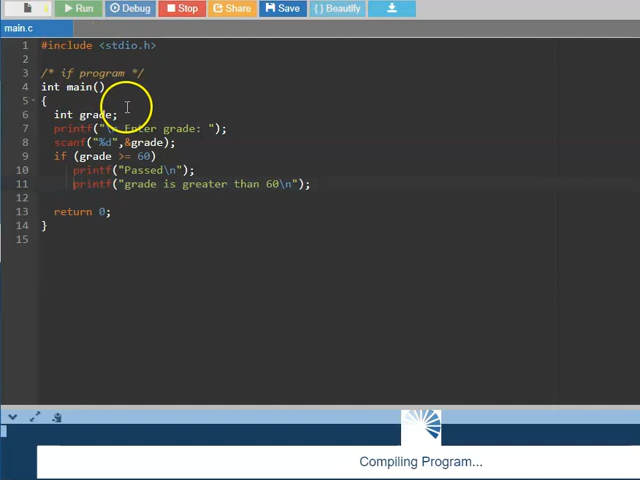 Run Debug Stop Share Save { } Beautify
main.c
1 #include <stdio.h>
2
3 /* if program */
4 int main()
5 {
6 int grade;
7 printf("\n Enter grade: ");
8 scanf("%d",&grade);
9 if (grade >= 60)
10 printf("Passed\n");
11 printf("grade is greater than 60\n");
12
13 return 0;
14 }
15
Compiling Program...